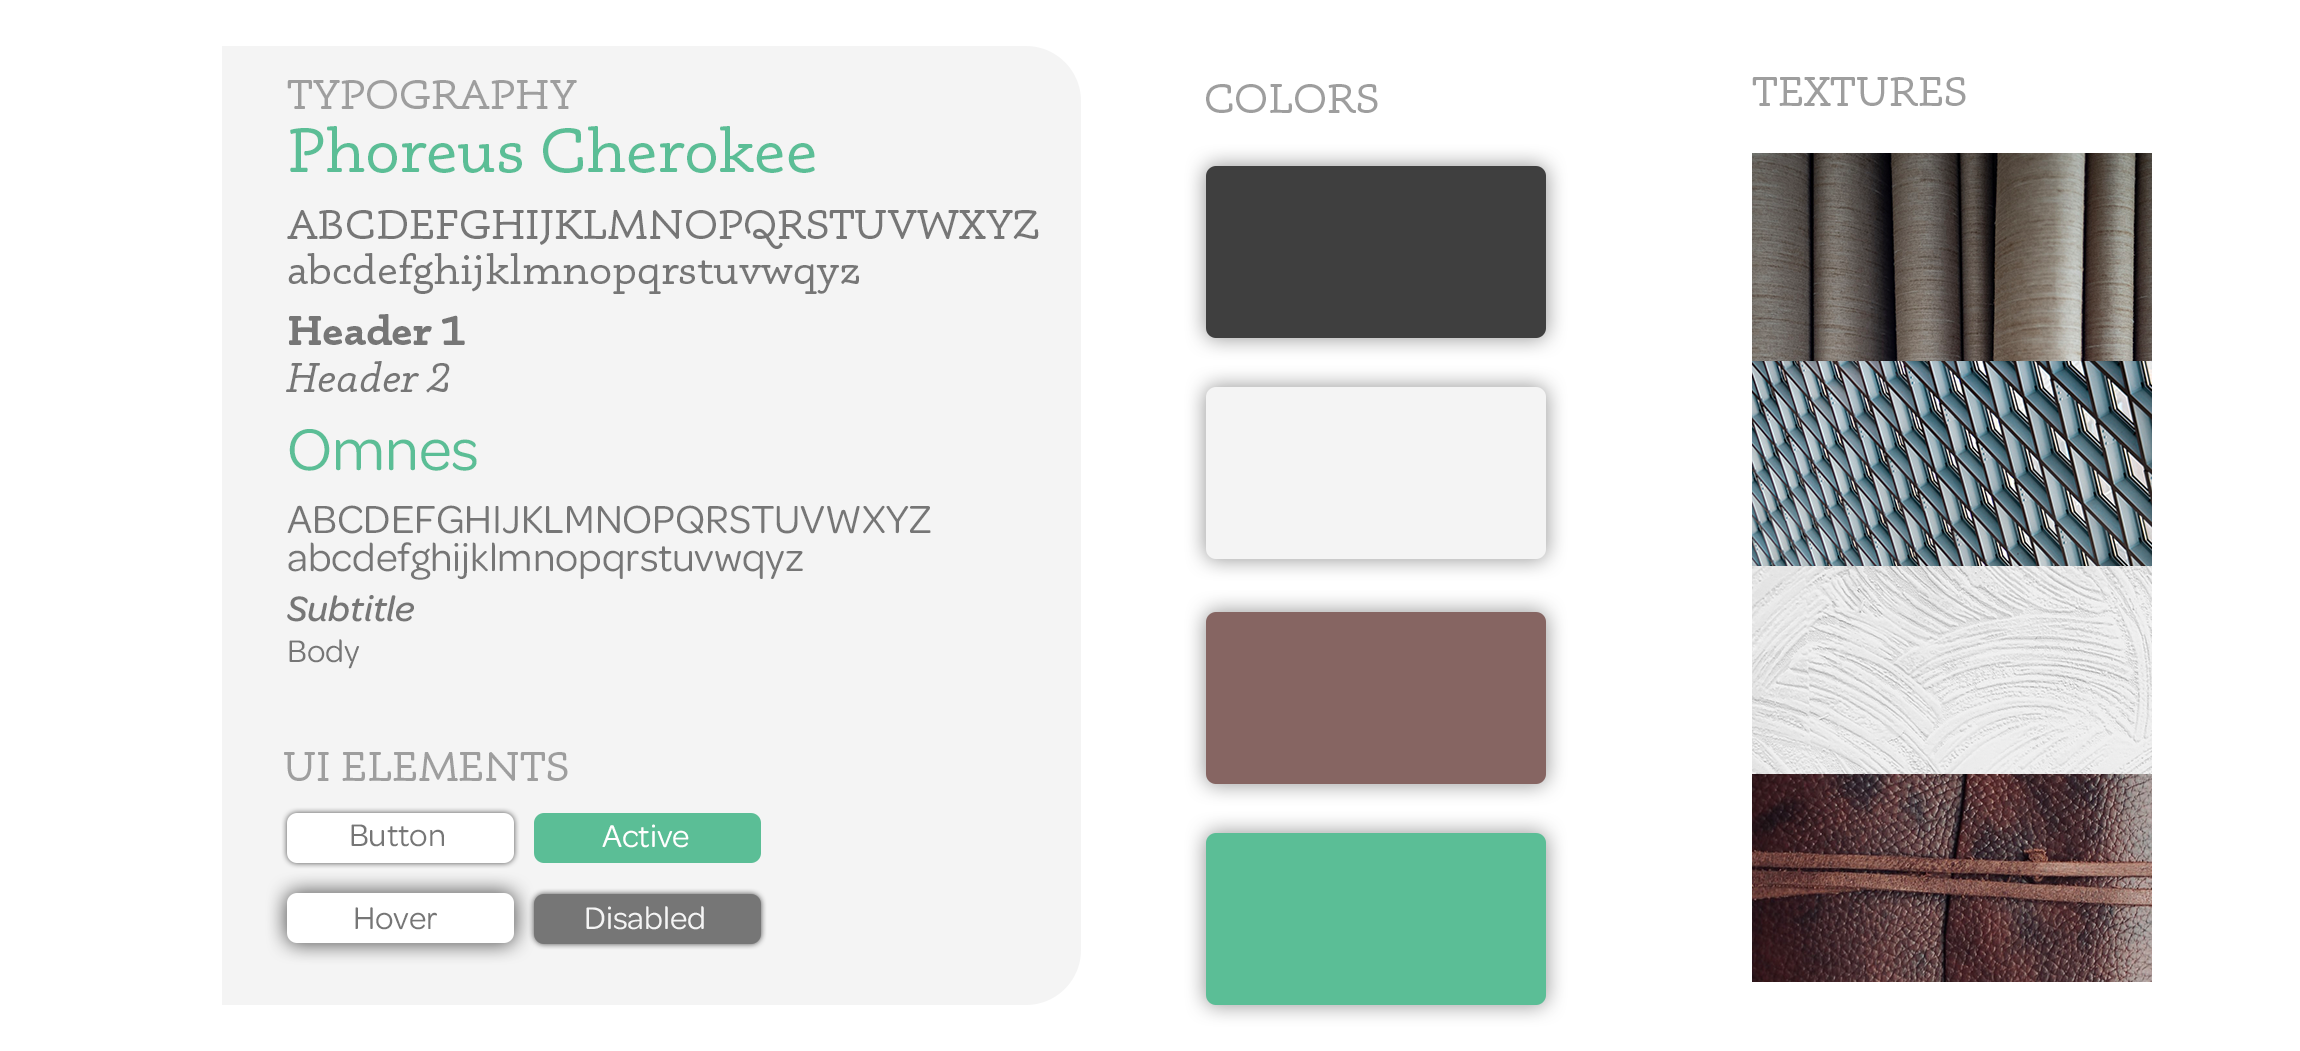 TYPOGRAPHY
Phoreus Cherokee
ABCDEFGHIJKLMNOPQRSTUVWXYZ
abcdefghijklmnopqrstuvwqyz
Header 1
Header 2
Omnes
ABCDEFGHIJKLMNOPQRSTUVWXYZ
abcdefghijklmnopqrstuvwqyz
Subtitle
Body
UI ELEMENTS
Button
Active
Hover
Disabled
COLORS
TEXTURES